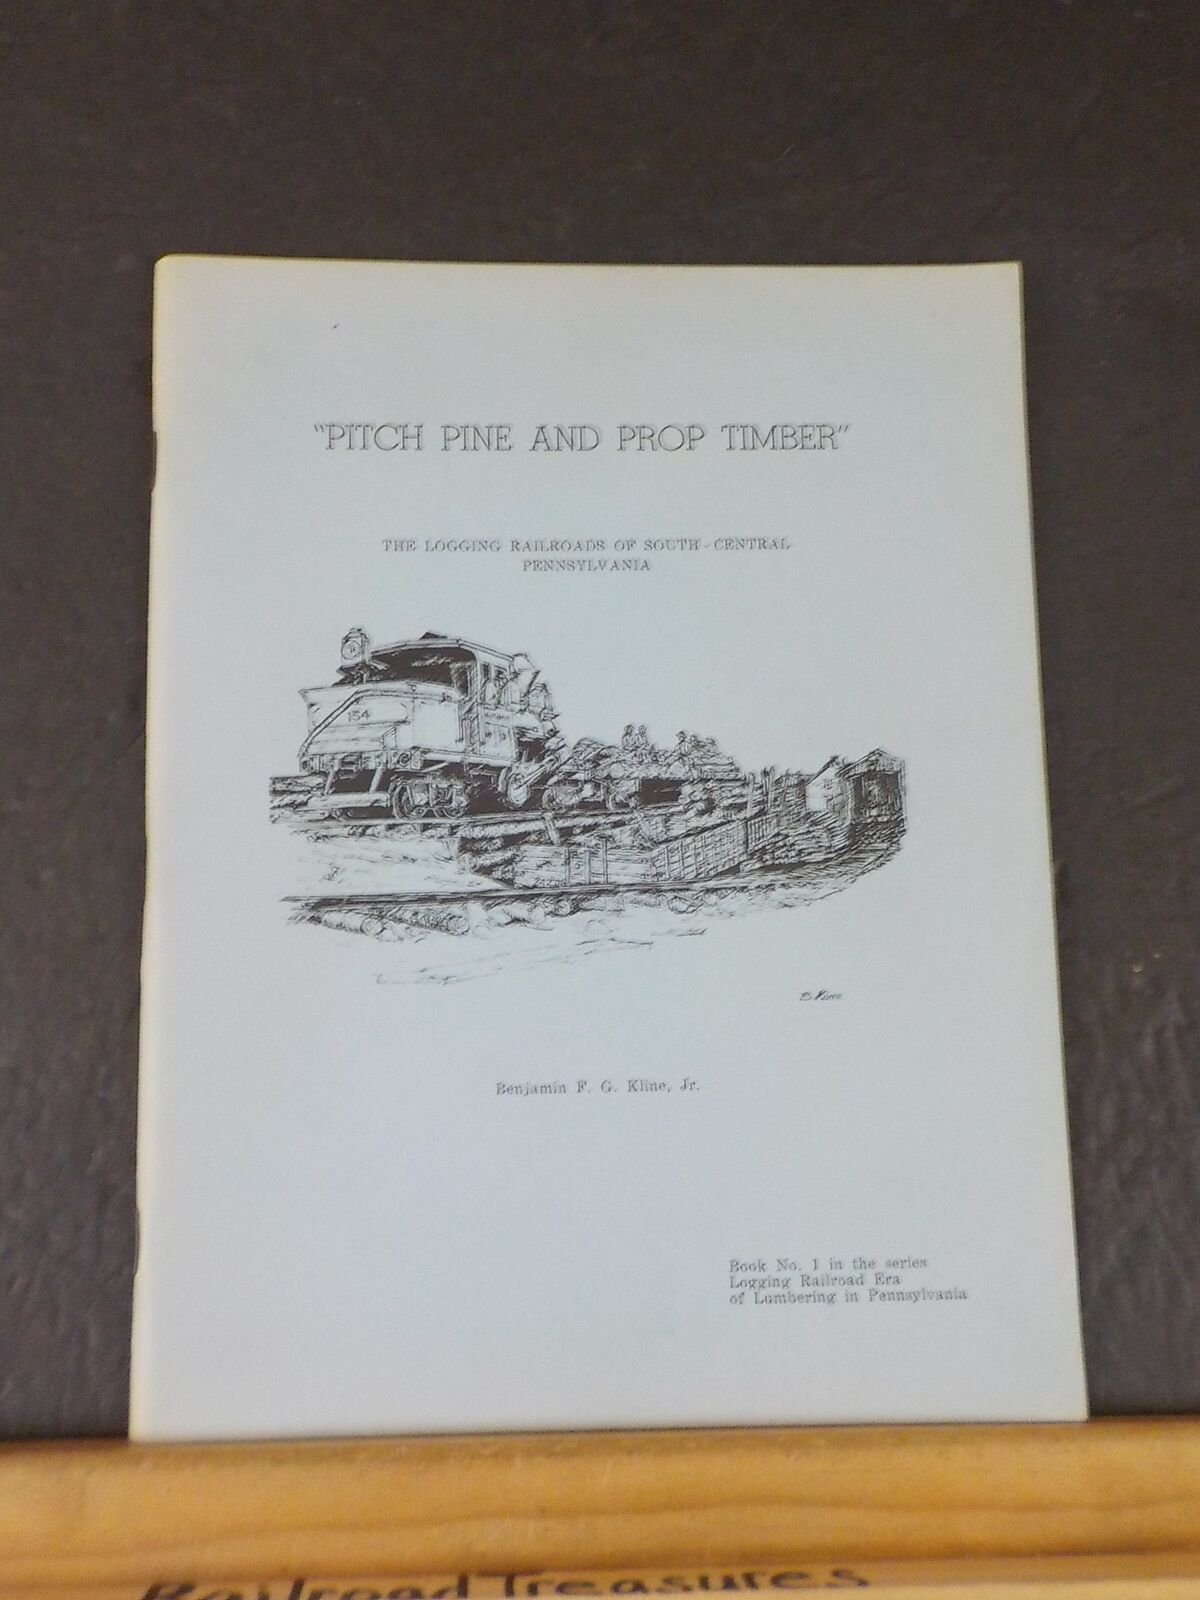 "PITCH PINE AND PROP TIMBER"
THE LOGGING RAILROADS OF SOUTH-CENTRAL
PENNSYLVANIA
154
B. Kline
Benjamin F. G. Kline, Jr.
Book No. 1 in the series
Logging Railroad Era
of Lumbering in Pennsylvania
Railroad Treasures